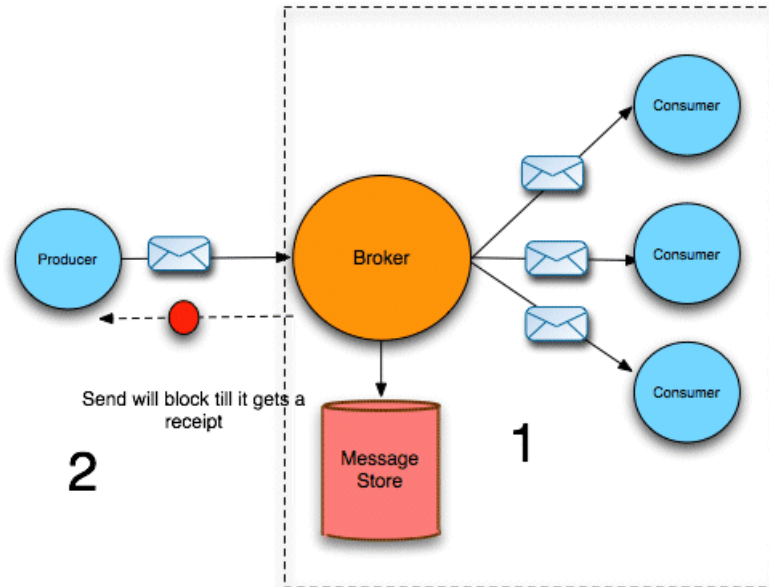 Consumer
Producer
Broker
Consumer
Send will block till it gets a
receipt
Consumer
2
Message
Store
1